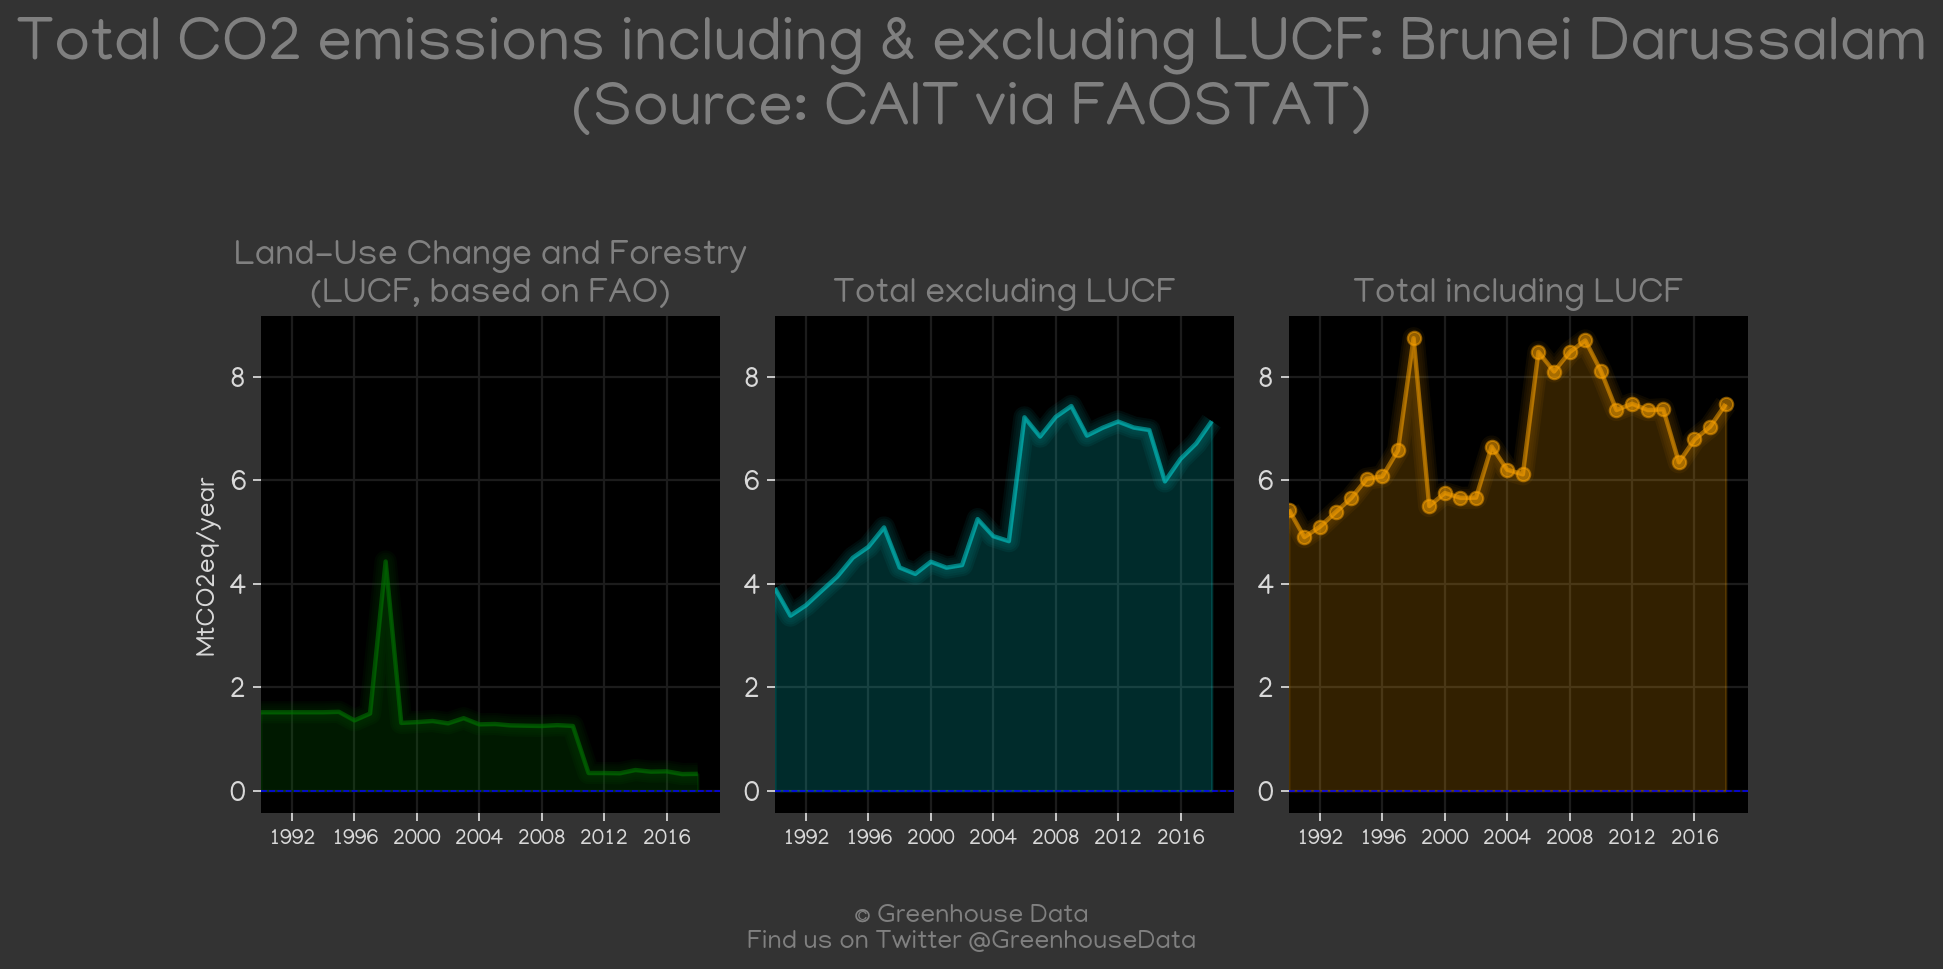 Total CO2 emissions including & excluding LUCF: Brunei Darussalam
(Source: CAIT via FAOSTAT)
Land-Use Change and Forestry
(LUCF, based on FAO)
Total excluding LUCF
Total including LUCF
MtCO2eq/year
8
6
4
2
0
1992 1996 2000 2004 2008 2012 2016
8
6
4
2
0
1992 1996 2000 2004 2008 2012 2016
8
6
4
2
0
1992 1996 2000 2004 2008 2012 2016
© Greenhouse Data
Find us on Twitter @GreenhouseData